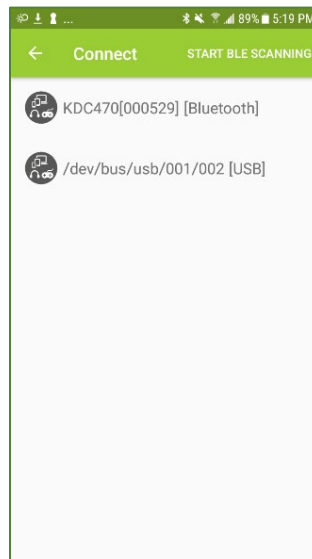 ... 89% 5:19 PM
Connect START BLE SCANNING
KDC470[000529] [Bluetooth]
/dev/bus/usb/001/002 [USB]